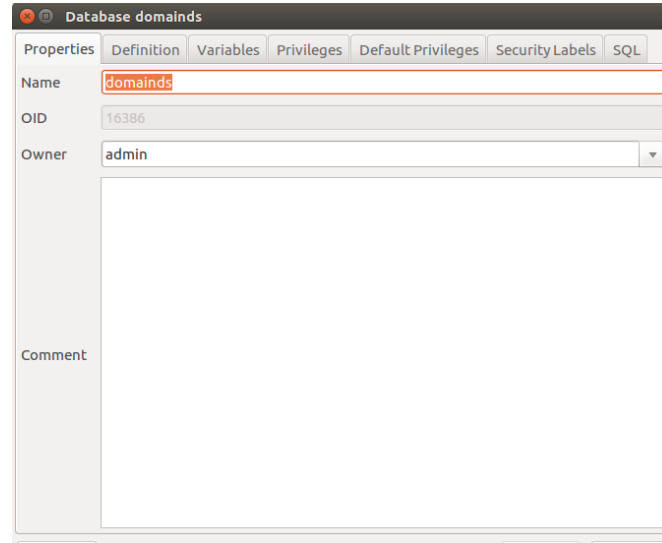 Database domainds
Properties Definition Variables Privileges Default Privileges Security Labels SQL
Name domainds
OID 16386
Owner admin
Comment